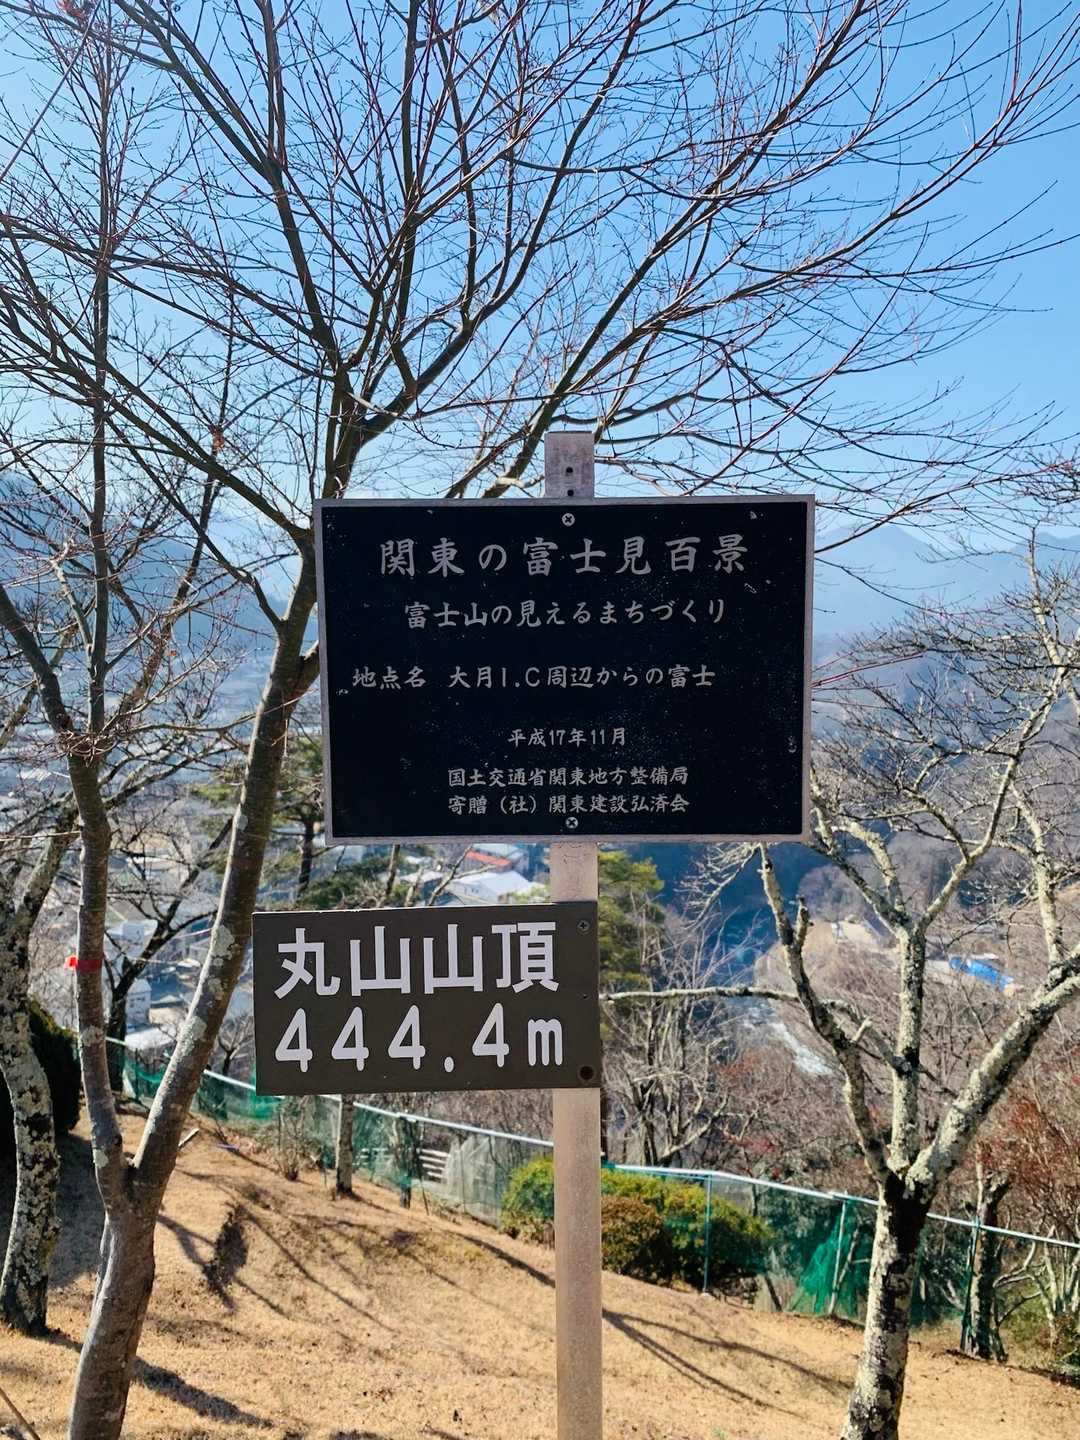 関東の富士見百景
富士山の見えるまちづくり
地点名 大月I.C周辺からの富士
平成17年11月
国土交通省関東地方整備局
寄贈（社）関東建設弘済会
丸山山頂
444.4m